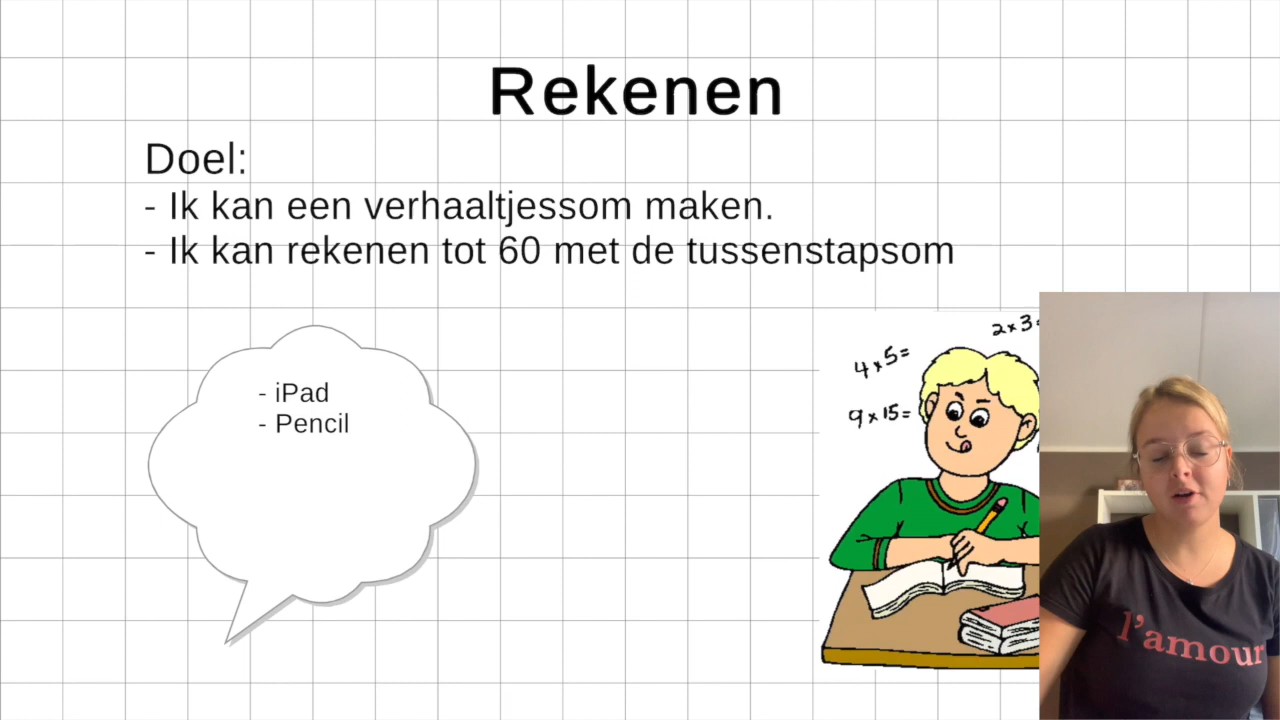 Rekenen
Doel:
- Ik kan een verhaaltjessom maken.
- Ik kan rekenen tot 60 met de tussenstapsom
- iPad
- Pencil
2x3=
4x5=
9x15=
l'amour